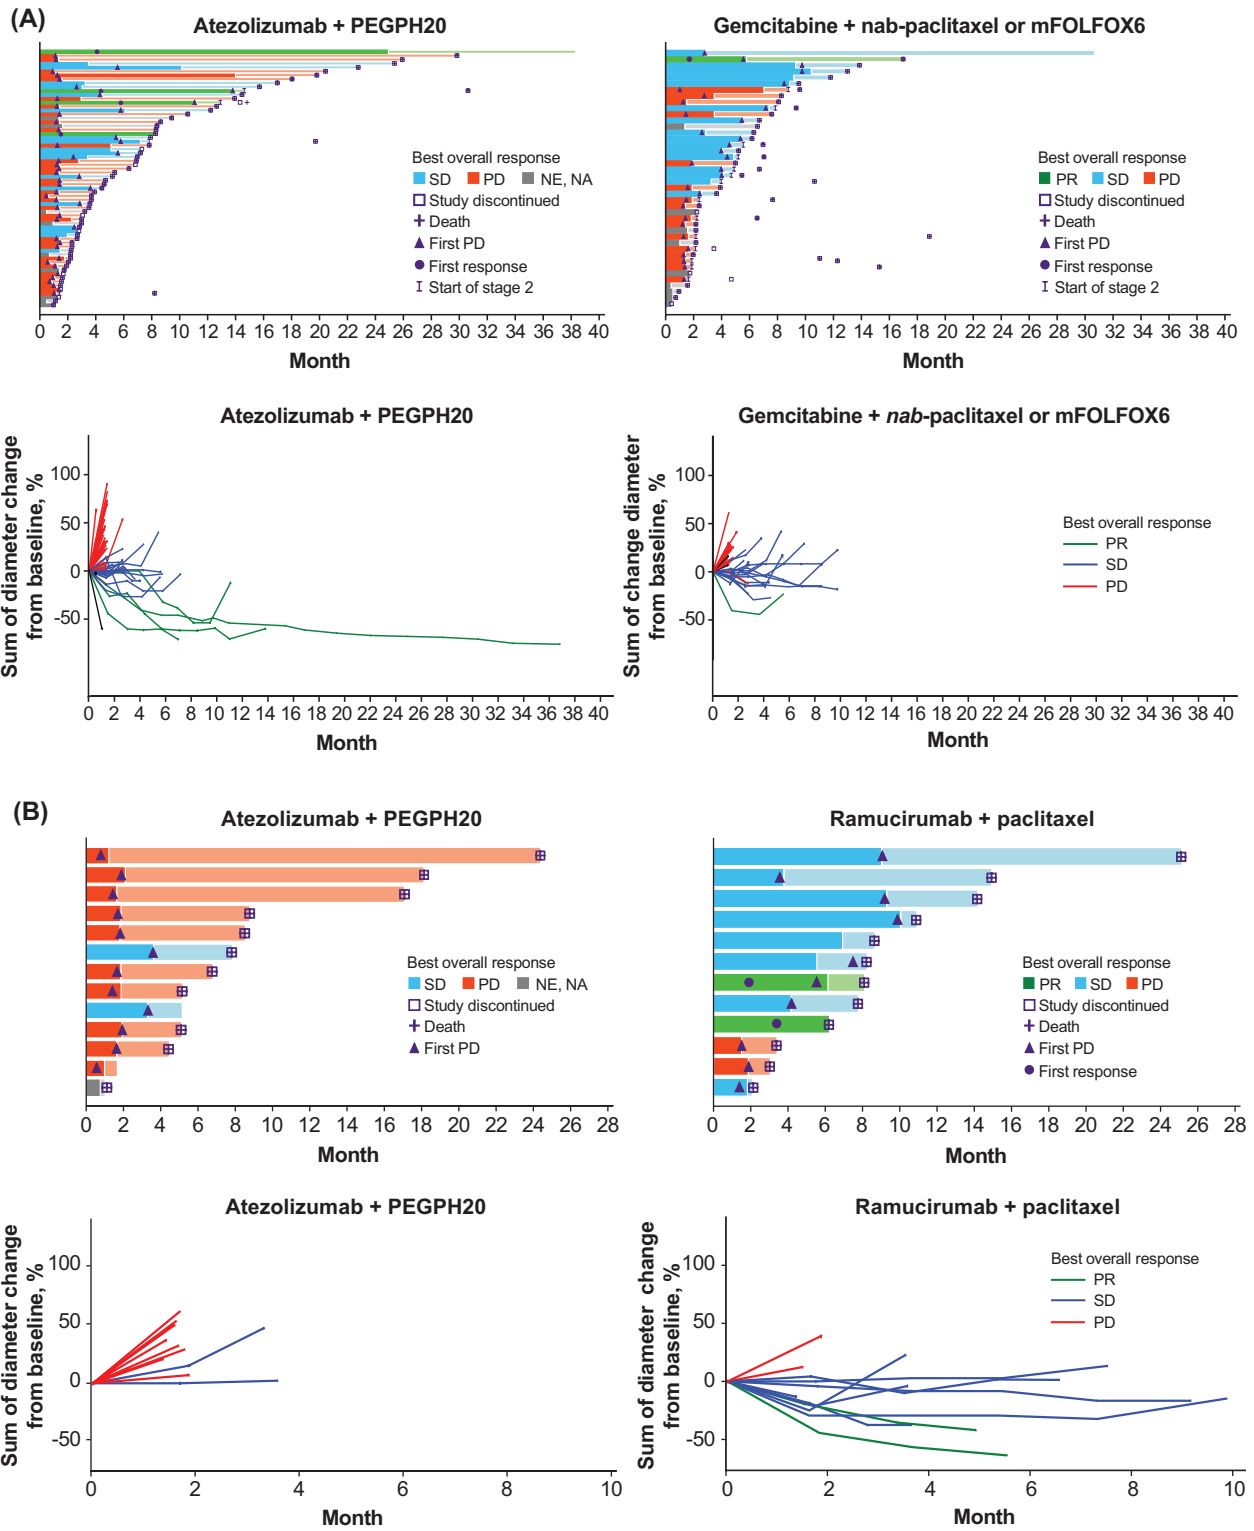 (A)
Atezolizumab + PEGPH20
Best overall response
SD PD NE, NA
Study discontinued
Death
First PD
First response
Start of stage 2
0 2 4 6 8 10 12 14 16 18 20 22 24 26 28 30 32 34 36 38 40
Month
Gemcitabine + nab-paclitaxel or mFOLFOX6
Best overall response
PR SD PD
Study discontinued
Death
First PD
First response
Start of stage 2
0 2 4 6 8 10 12 14 16 18 20 22 24 26 28 30 32 34 36 38 40
Month
Atezolizumab + PEGPH20
Sum of diameter change
from baseline, %
100
50
0
-50
0 2 4 6 8 10 12 14 16 18 20 22 24 26 28 30 32 34 36 38 40
Month
Gemcitabine + nab-paclitaxel or mFOLFOX6
Sum of change diameter
from baseline, %
100
50
0
-50
Best overall response
PR
SD
PD
0 2 4 6 8 10 12 14 16 18 20 22 24 26 28 30 32 34 36 38 40
Month
(B)
Atezolizumab + PEGPH20
Best overall response
SD PD NE, NA
Study discontinued
Death
First PD
0 2 4 6 8 10 12 14 16 18 20 22 24 26 28
Month
Ramucirumab + paclitaxel
Best overall response
PR SD PD
Study discontinued
Death
First PD
First response
0 2 4 6 8 10 12 14 16 18 20 22 24 26 28
Month
Atezolizumab + PEGPH20
Sum of diameter change
from baseline, %
100
50
0
-50
0 2 4 6 8 10
Month
Ramucirumab + paclitaxel
Sum of diameter change
from baseline, %
100
50
0
-50
Best overall response
PR
SD
PD
0 2 4 6 8 10
Month